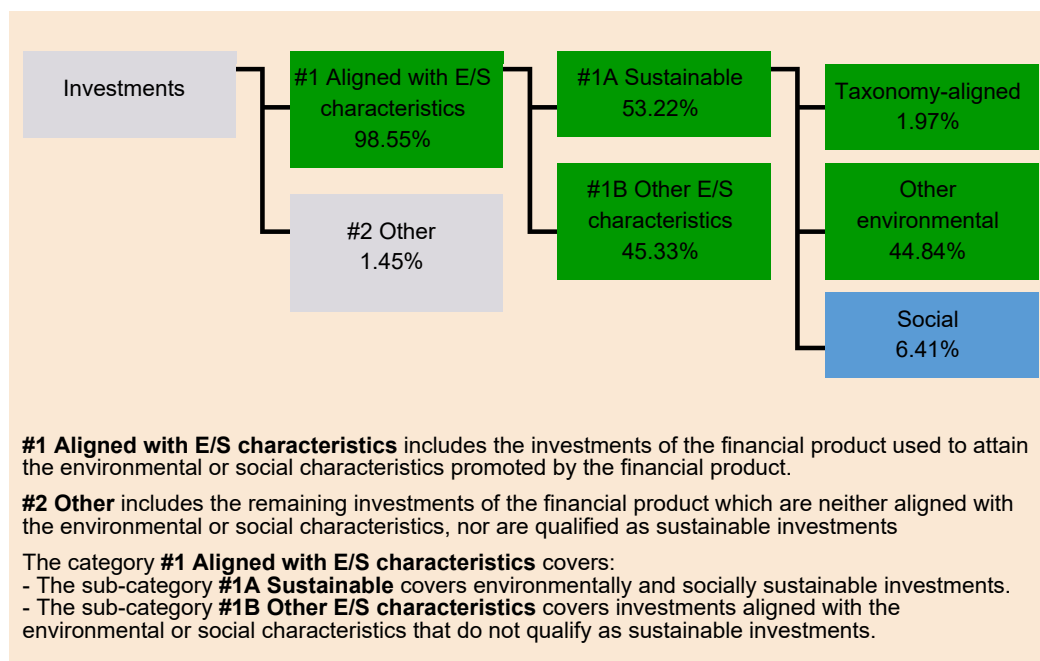 Investments
#1 Aligned with E/S
characteristics
98.55%
#2 Other
1.45%
#1A Sustainable
53.22%
#1B Other E/S
characteristics
45.33%
Taxonomy-aligned
1.97%
Other
environmental
44.84%
Social
6.41%
#1 Aligned with E/S characteristics includes the investments of the financial product used to attain
the environmental or social characteristics promoted by the financial product.
#2 Other includes the remaining investments of the financial product which are neither aligned with
the environmental or social characteristics, nor are qualified as sustainable investments
The category #1 Aligned with E/S characteristics covers:
- The sub-category #1A Sustainable covers environmentally and socially sustainable investments.
- The sub-category #1B Other E/S characteristics covers investments aligned with the
environmental or social characteristics that do not qualify as sustainable investments.